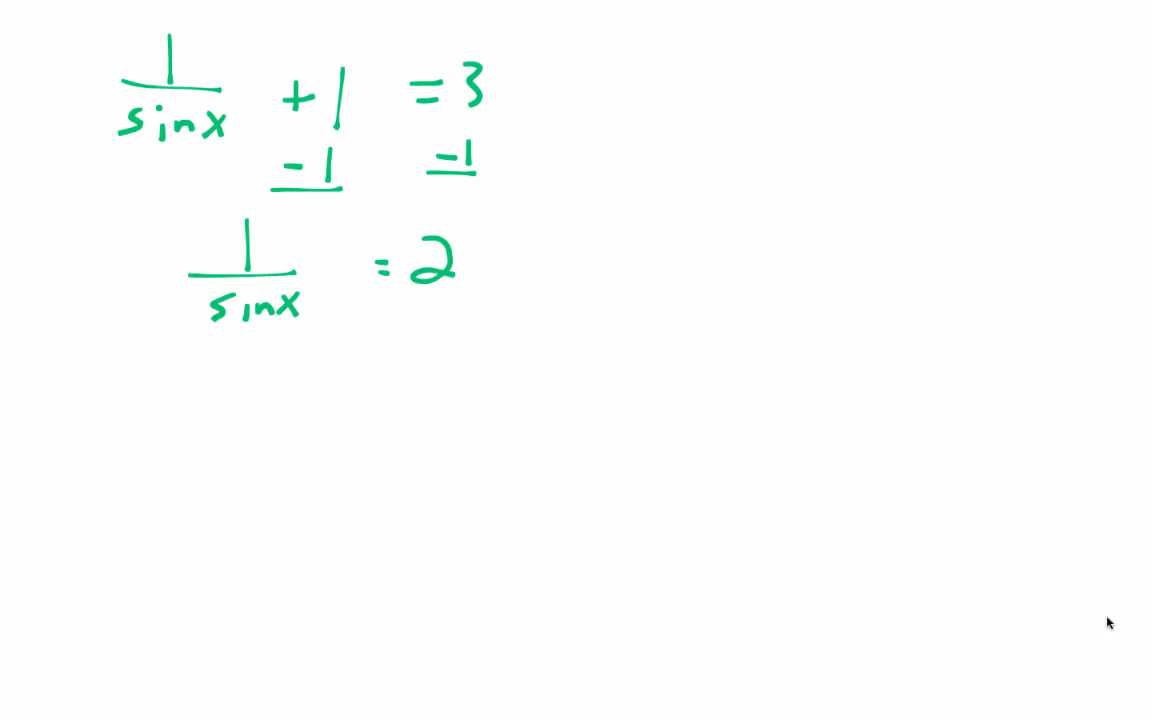 1/sinx + 1 = 3
- 1 -1
1/sinx = 2